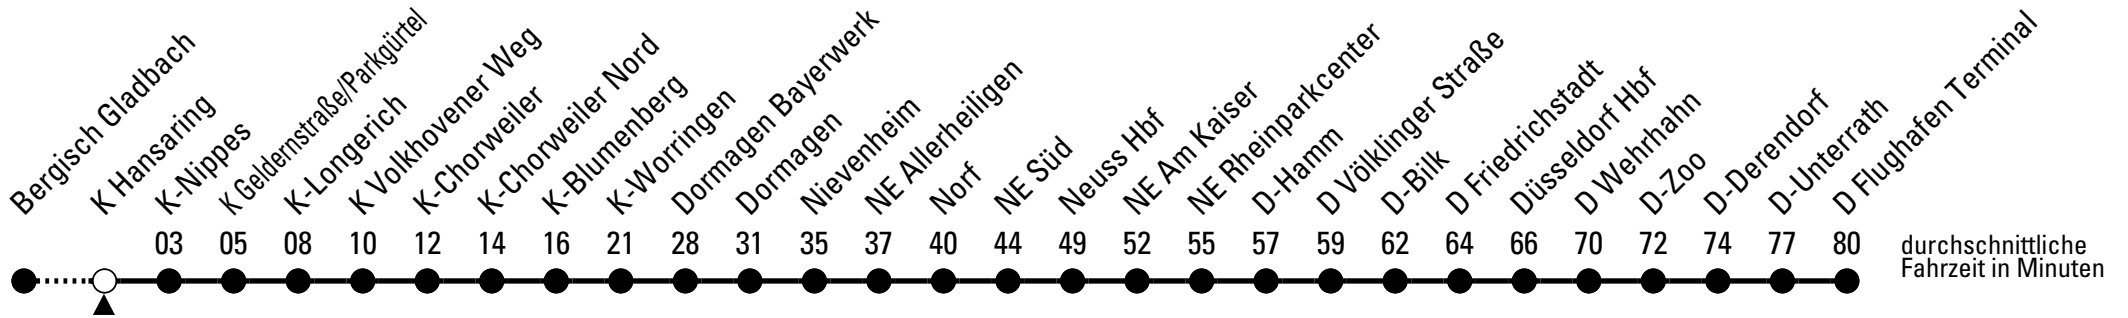 Bergisch Gladbach
K Hansaring
K-Nippes
K Geldernstraße/Parkgürtel
K-Longerich
K Volkhovener Weg
K-Chorweiler
K-Chorweiler Nord
K-Blumenberg
K-Worringen
Dormagen Bayerwerk
Dormagen
Nievenheim
NE Allerheiligen
Norf
NE Süd
Neuss Hbf
NE Am Kaiser
NE Rheinparkcenter
D-Hamm
D Völklinger Straße
D-Bilk
D Friedrichstadt
Düsseldorf Hbf
D Wehrhahn
D-Zoo
D-Derendorf
D-Unterrath
D Flughafen Terminal
03 05 08 10 12 14 16 21 28 31 35 37 40 44 49 52 55 57 59 62 64 66 70 72 74 77 80
durchschnittliche
Fahrzeit in Minuten